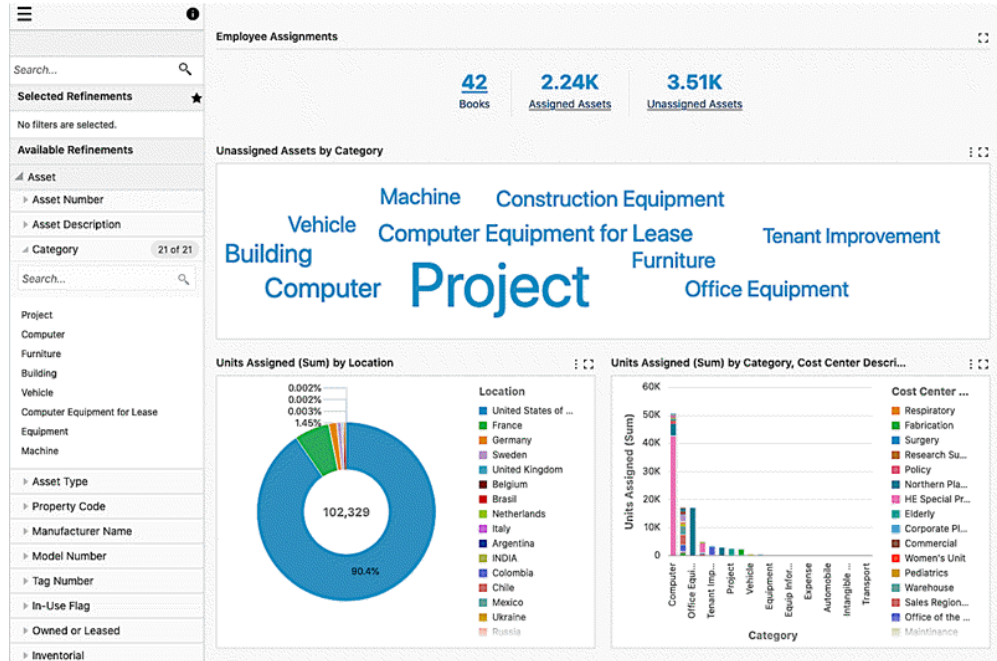 Search...
Selected Refinements
No filters are selected.
Available Refinements
Asset
Asset Number
Asset Description
Category 21 of 21
Search...
Project
Computer
Furniture
Building
Vehicle
Computer Equipment for Lease
Equipment
Machine
Asset Type
Property Code
Manufacturer Name
Model Number
Tag Number
In-Use Flag
Owned or Leased
Inventorial
Employee Assignments
42 2.24K 3.51K
Books Assigned Assets Unassigned Assets
Unassigned Assets by Category
Machine Construction Equipment
Vehicle Computer Equipment for Lease Tenant Improvement
Building Furniture
Computer Project Office Equipment
Units Assigned (Sum) by Location
0.002%
0.002%
0.003%
1.45%
102,329
90.4%
Location
United States of ...
France
Germany
Sweden
United Kingdom
Belgium
Brasil
Netherlands
Italy
Argentina
INDIA
Colombia
Chile
Mexico
Ukraine
Russia
Units Assigned (Sum) by Category, Cost Center Descri...
60K
50K
40K
30K
20K
10K
0
Units Assigned (Sum)
Computer
Office Equi...
Tenant Imp...
Project
Vehicle
Equipment
Equip Infor...
Expense
Automobile
Intangible ...
Transport
Category
Cost Center ...
Respiratory
Fabrication
Surgery
Research Su...
Policy
Northern Pla...
HE Special Pr...
Elderly
Corporate Pl...
Commercial
Women's Unit
Pediatrics
Warehouse
Sales Region...
Office of the ...
Maintinance